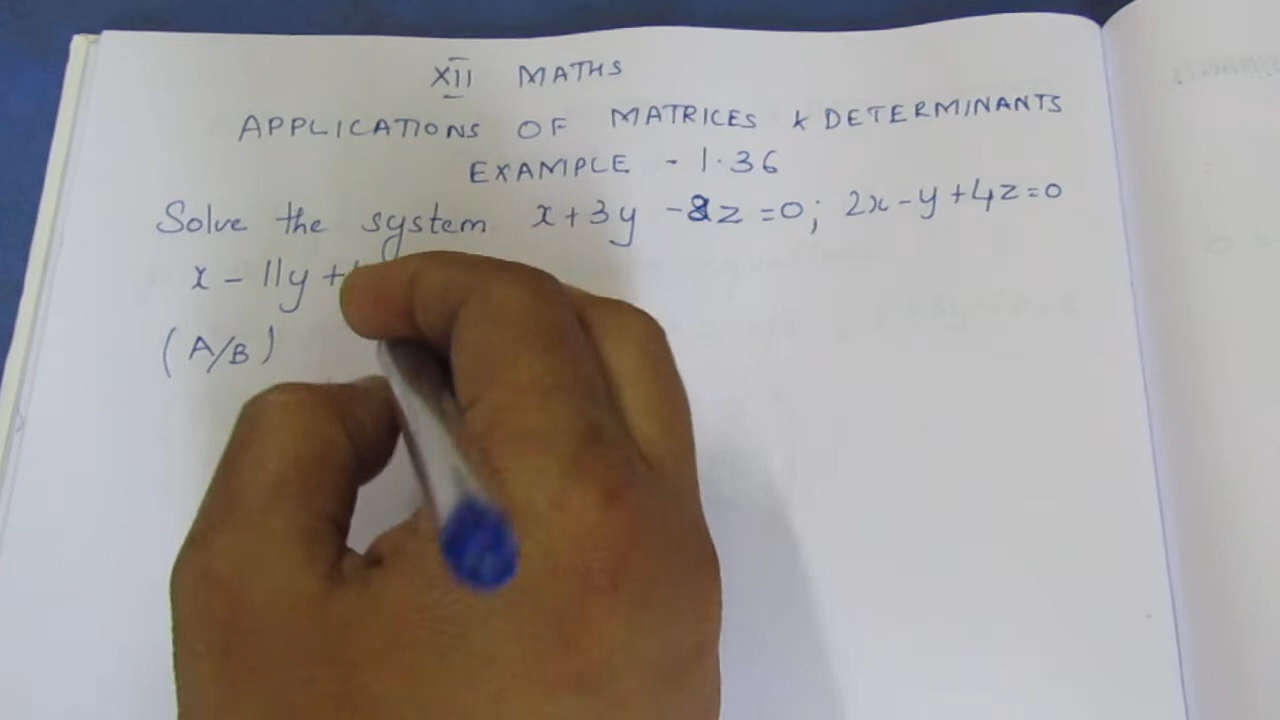 XII MATHS
APPLICATIONS OF MATRICES & DETERMINANTS
EXAMPLE - 1.36
Solve the system x+3y -2z=0; 2x-y+4z=0
x - 11y +
(A/B)